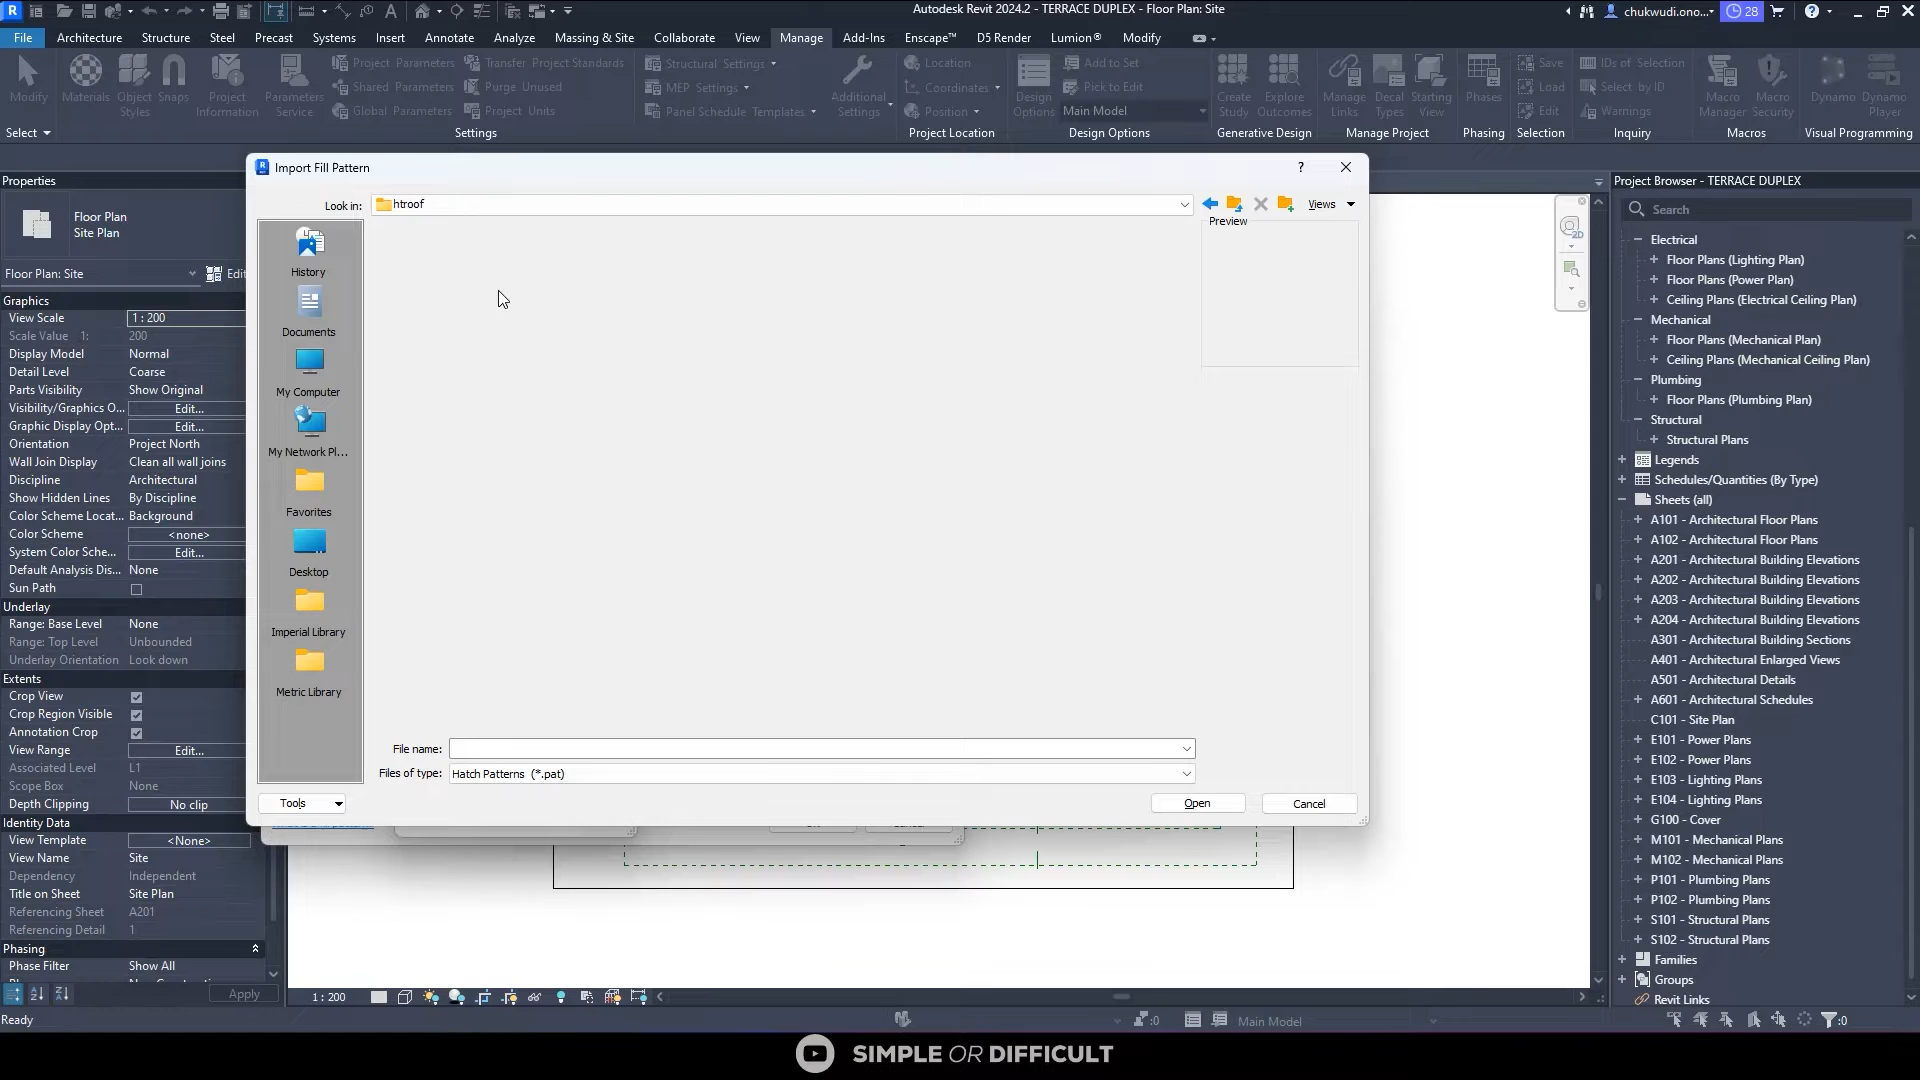 Autodesk Revit 2024.2 - TERRACE DUPLEX - Floor Plan: Site
chukwudi.ono...
28
File Architecture Structure Steel Precast Systems Insert Annotate Analyze Massing & Site Collaborate View Manage Add-Ins Enscape™ D5 Render Lumion® Modify
Modify
Materials
Object Styles
Snaps
Project Information
Parameters Service
Project Parameters
Shared Parameters
Global Parameters
Transfer Project Standards
Purge Unused
Project Units
Structural Settings
MEP Settings
Panel Schedule Templates
Additional Settings
Location
Coordinates
Position
Design Options
Add to Set
Pick to Edit
Main Model
Create Study
Explore Outcomes
Manage Links
Decal Types
Starting View
Phases
Save
Load
Edit
IDs of Selection
Select by ID
Warnings
Macro Manager
Macro Security
Dynamo
Dynamo Player
Select
Settings
Project Location
Design Options
Generative Design
Manage Project
Phasing
Selection
Inquiry
Macros
Visual Programming
Properties
Floor Plan
Site Plan
Floor Plan: Site
Edit
Graphics
View Scale 1 : 200
Scale Value 1: 200
Display Model Normal
Detail Level Coarse
Parts Visibility Show Original
Visibility/Graphics O... Edit...
Graphic Display Opt... Edit...
Orientation Project North
Wall Join Display Clean all wall joins
Discipline Architectural
Show Hidden Lines By Discipline
Color Scheme Locat... Background
Color Scheme <none>
System Color Sche... Edit...
Default Analysis Dis... None
Sun Path
Underlay
Range: Base Level None
Range: Top Level Unbounded
Underlay Orientation Look down
Extents
Crop View
Crop Region Visible
Annotation Crop
View Range Edit...
Associated Level L1
Scope Box None
Depth Clipping No clip
Identity Data
View Template <None>
View Name Site
Dependency Independent
Title on Sheet Site Plan
Referencing Sheet A201
Referencing Detail 1
Phasing
Phase Filter Show All
Apply
Import Fill Pattern
?
Look in: htroof
Views
Preview
History
Documents
My Computer
My Network Pl...
Favorites
Desktop
Imperial Library
Metric Library
File name:
Files of type: Hatch Patterns (*.pat)
Tools
Open
Cancel
2D
Project Browser - TERRACE DUPLEX
Search
Electrical
Floor Plans (Lighting Plan)
Floor Plans (Power Plan)
Ceiling Plans (Electrical Ceiling Plan)
Mechanical
Floor Plans (Mechanical Plan)
Ceiling Plans (Mechanical Ceiling Plan)
Plumbing
Floor Plans (Plumbing Plan)
Structural
Structural Plans
Legends
Schedules/Quantities (By Type)
Sheets (all)
A101 - Architectural Floor Plans
A102 - Architectural Floor Plans
A201 - Architectural Building Elevations
A202 - Architectural Building Elevations
A203 - Architectural Building Elevations
A204 - Architectural Building Elevations
A301 - Architectural Building Sections
A401 - Architectural Enlarged Views
A501 - Architectural Details
A601 - Architectural Schedules
C101 - Site Plan
E101 - Power Plans
E102 - Power Plans
E103 - Lighting Plans
E104 - Lighting Plans
G100 - Cover
M101 - Mechanical Plans
M102 - Mechanical Plans
P101 - Plumbing Plans
P102 - Plumbing Plans
S101 - Structural Plans
S102 - Structural Plans
Families
Groups
Revit Links
1 : 200
Ready
:0
Main Model
:0
SIMPLE OR DIFFICULT